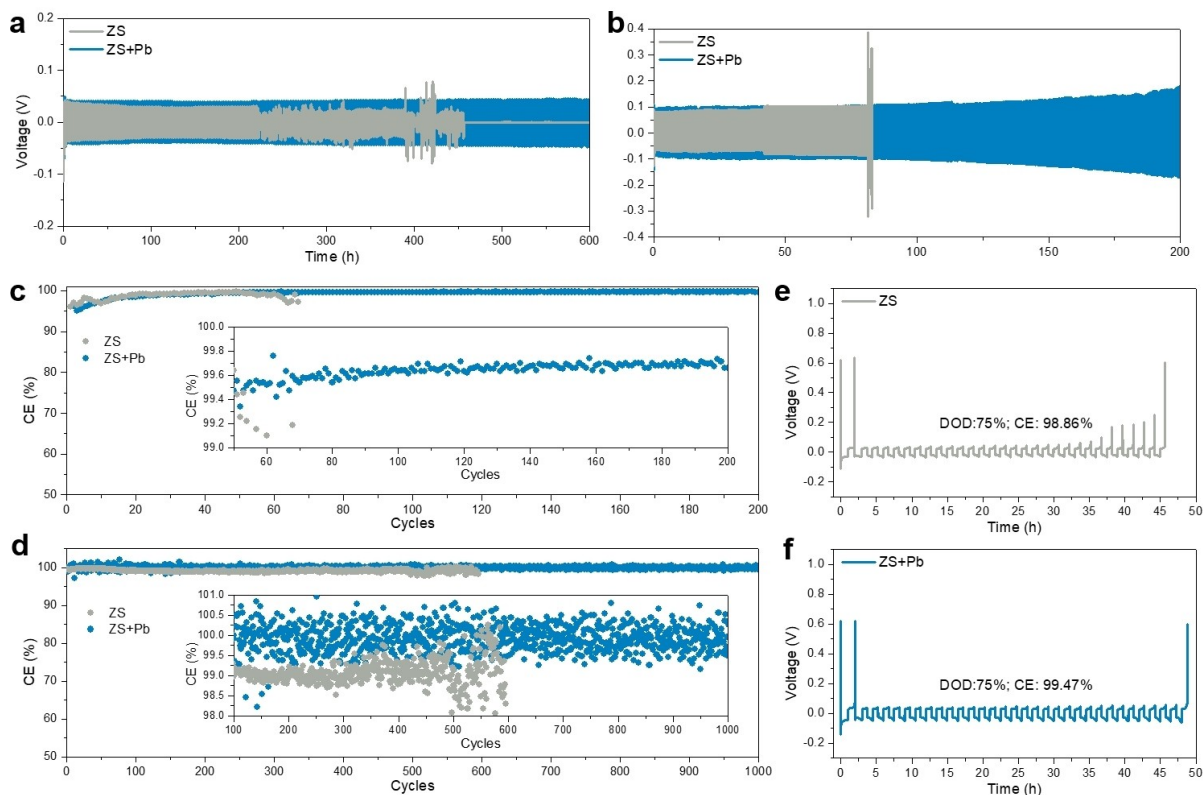 a
ZS
ZS+Pb
0.2
0.1
0.0
-0.1
-0.2
Voltage (V)
0 100 200 300 400 500 600
Time (h)
b
ZS
ZS+Pb
0.4
0.3
0.2
0.1
0.0
-0.1
-0.2
-0.3
-0.4
0 50 100 150 200
c
100
90
80
70
60
50
CE (%)
ZS
ZS+Pb
100.0
99.8
99.6
99.4
99.2
99.0
CE (%)
60 80 100 120 140 160 180 200
Cycles
0 20 40 60 80 100 120 140 160 180 200
Cycles
d
100
90
80
70
60
50
CE (%)
ZS
ZS+Pb
101.0
100.5
100.0
99.5
99.0
98.5
98.0
CE (%)
100 200 300 400 500 600 700 800 900 1000
Cycles
0 100 200 300 400 500 600 700 800 900 1000
Cycles
e
ZS
1.0
0.8
0.6
0.4
0.2
0.0
-0.2
Voltage (V)
DOD:75%; CE: 98.86%
0 5 10 15 20 25 30 35 40 45 50
Time (h)
f
ZS+Pb
1.0
0.8
0.6
0.4
0.2
0.0
-0.2
Voltage (V)
DOD:75%; CE: 99.47%
0 5 10 15 20 25 30 35 40 45 50
Time (h)